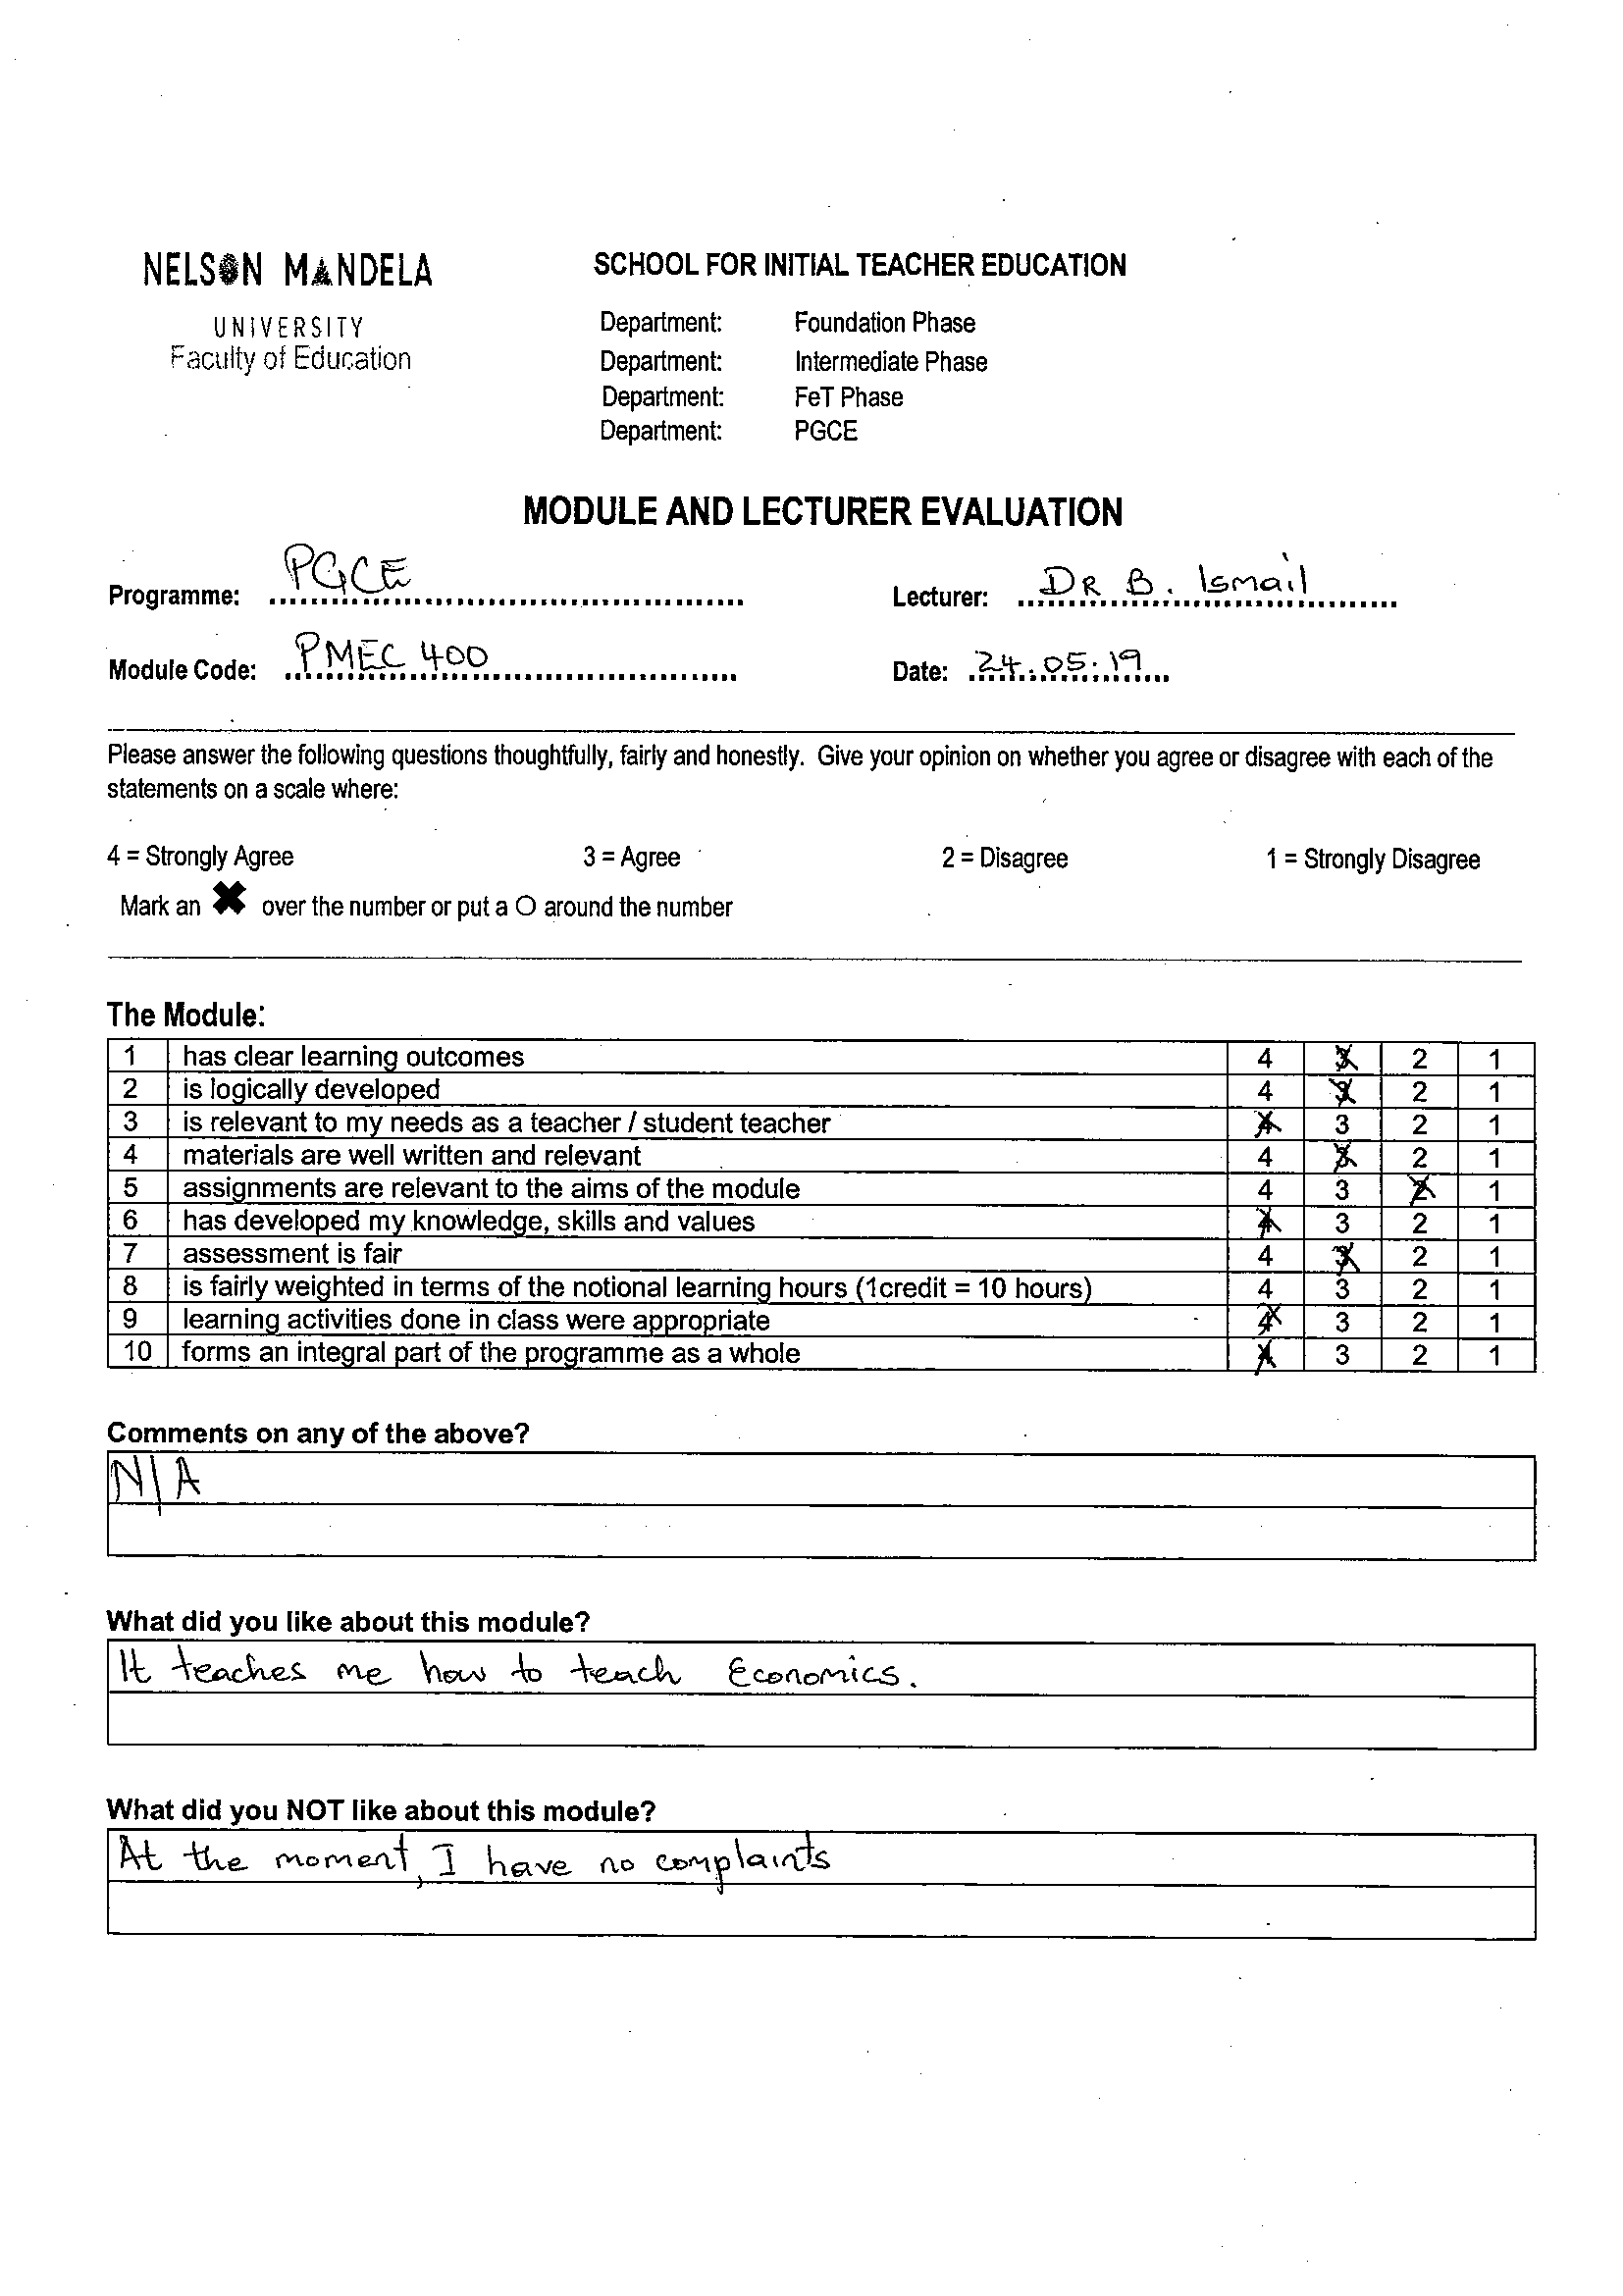 NELSON MANDELA
UNIVERSITY
Faculty of Education
SCHOOL FOR INITIAL TEACHER EDUCATION
Department: Foundation Phase
Department: Intermediate Phase
Department: FeT Phase
Department: PGCE
MODULE AND LECTURER EVALUATION
Programme: PGCE Lecturer: DR B. Ismail
Module Code: PMEC 400 Date: 24.05.19
Please answer the following questions thoughtfully, fairly and honestly. Give your opinion on whether you agree or disagree with each of the
statements on a scale where:
4 = Strongly Agree 3 = Agree 2 = Disagree 1 = Strongly Disagree
Mark an ✖ over the number or put a O around the number
The Module:
1 has clear learning outcomes 4 3 2 1
2 is logically developed 4 3 2 1
3 is relevant to my needs as a teacher / student teacher 4 3 2 1
4 materials are well written and relevant 4 3 2 1
5 assignments are relevant to the aims of the module 4 3 2 1
6 has developed my knowledge, skills and values 4 3 2 1
7 assessment is fair 4 3 2 1
8 is fairly weighted in terms of the notional learning hours (1credit = 10 hours) 4 3 2 1
9 learning activities done in class were appropriate 4 3 2 1
10 forms an integral part of the programme as a whole 4 3 2 1
Comments on any of the above?
N/A
What did you like about this module?
It teaches me how to teach Economics.
What did you NOT like about this module?
At the moment, I have no complaints